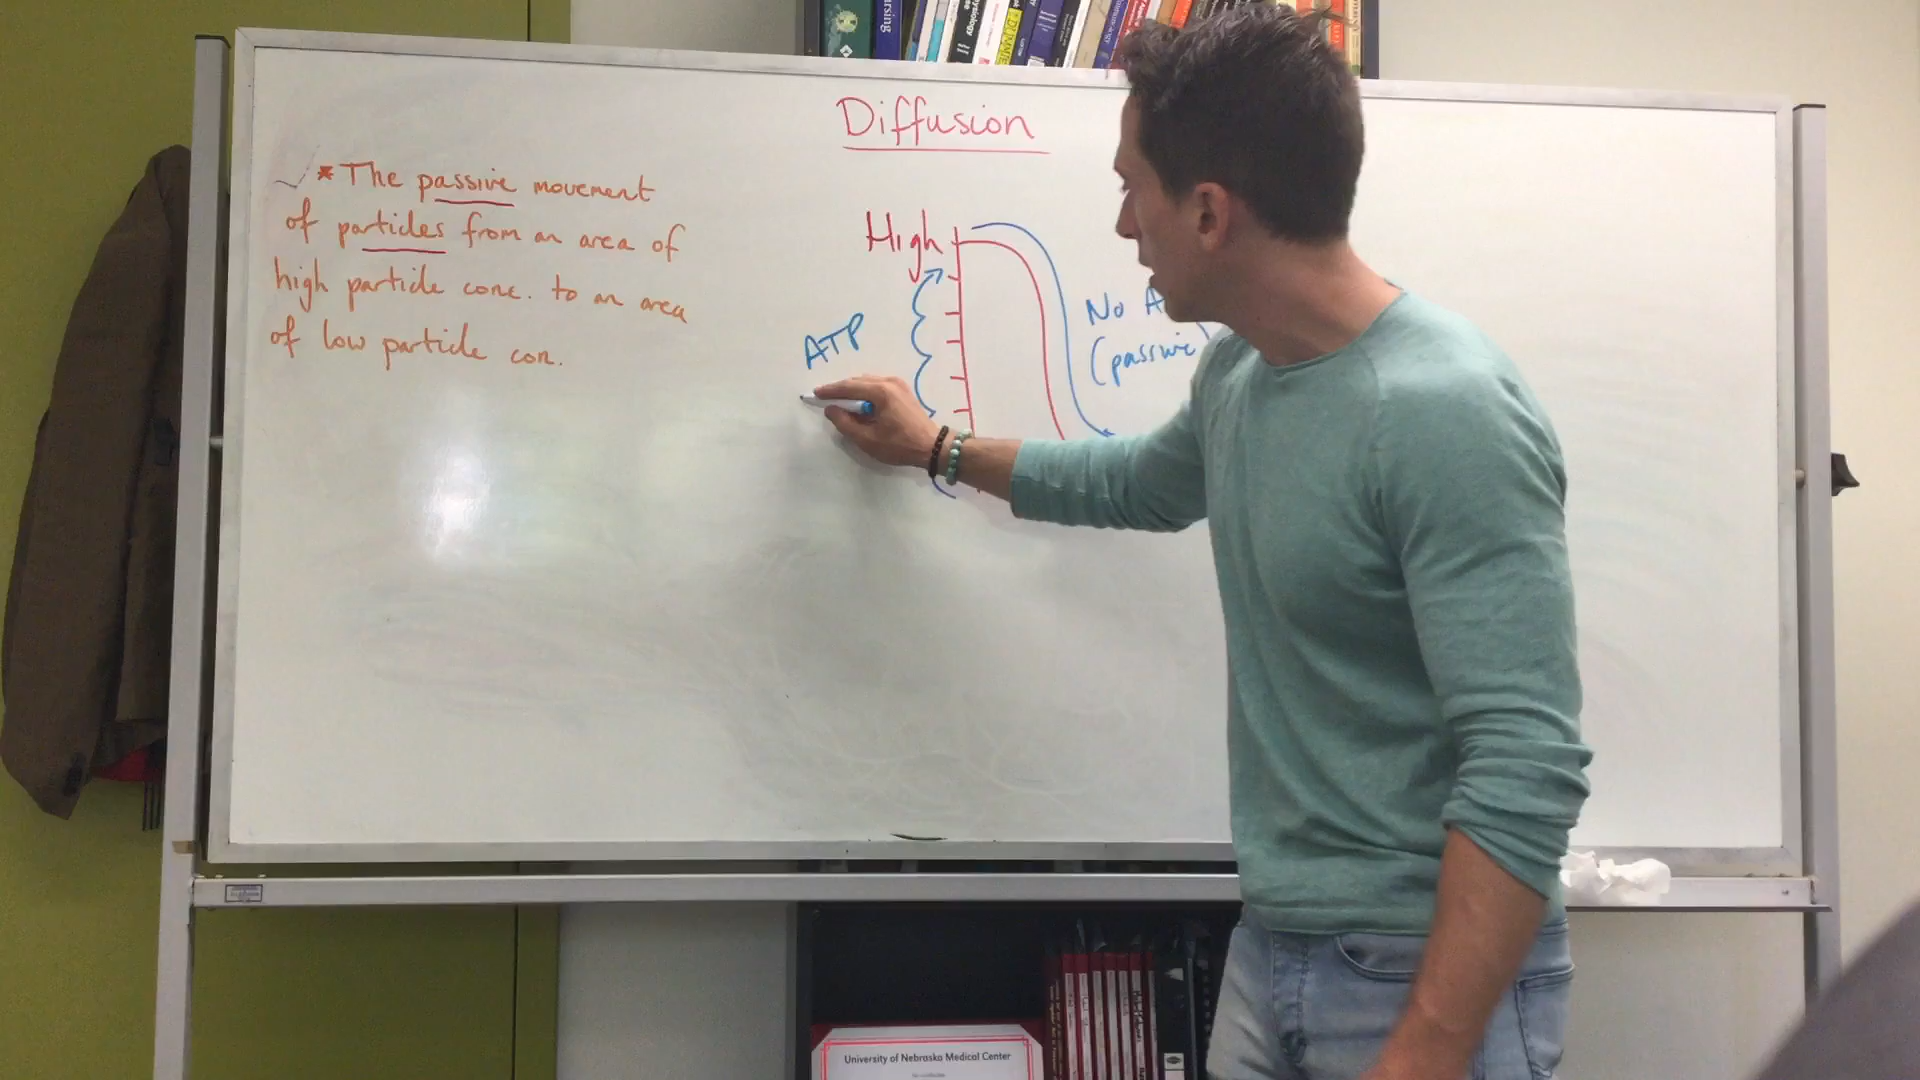 Diffusion
* The passive movement
of particles from an area of
high particle conc. to an area
of low particle con.
High
ATP
No A
(passive)
University of Nebraska Medical Center